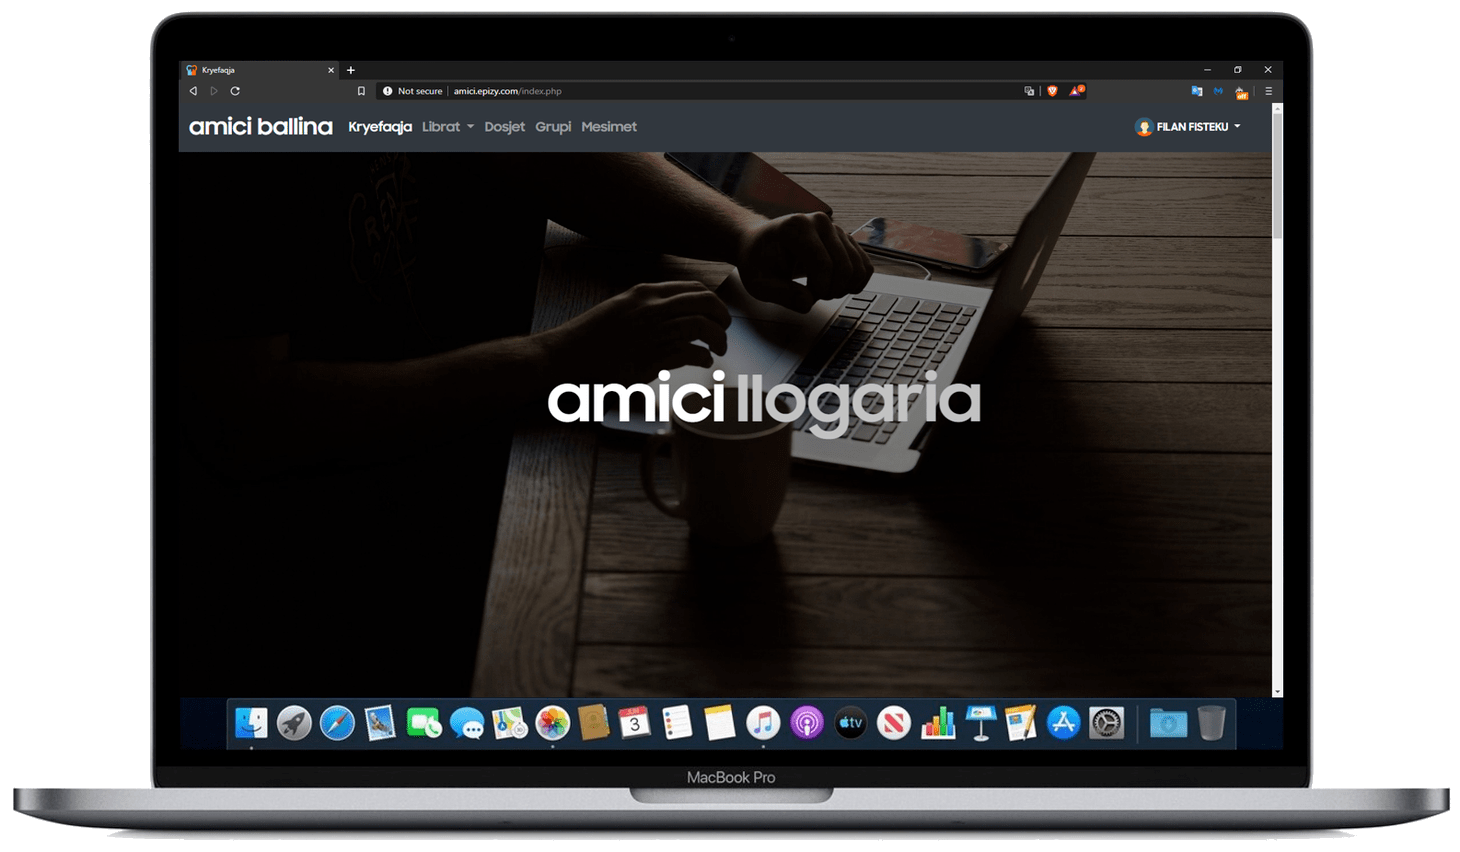 Kryefaqja
Not secure | amici.epizy.com/index.php
amici ballina Kryefaqja Librat Dosjet Grupi Mesimet FILAN FISTEKU
amici llogaria
JUN
3
tv
MacBook Pro